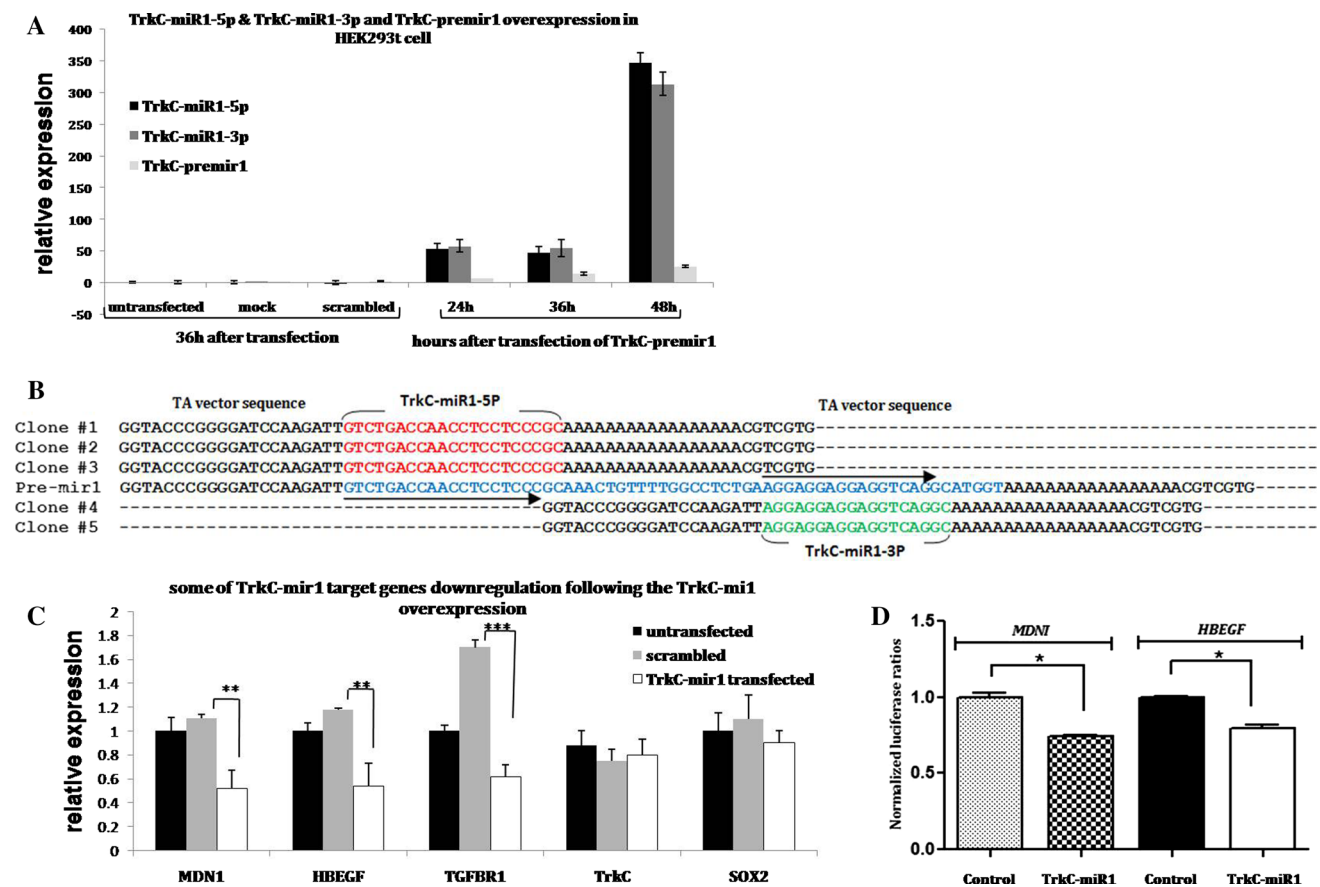 A
TrkC-miR1-5p & TrkC-miR1-3p and TrkC-premir1 overexpression in
HEK293t cell
relative expression
400
350
300
250
200
150
100
50
0
-50
TrkC-miR1-5p
TrkC-miR1-3p
TrkC-premir1
untransfected mock scrambled 24h 36h 48h
36h after transfection
hours after transfection of TrkC-premir1
B
TA vector sequence TrkC-miR1-5P TA vector sequence
Clone #1 GGTACCCGGGGATCCAAGATTGTCTGACCAACCTCCTCCCGCAAAAAAAAAAAAAAAAAACGTCGTG------------------------------------------------
Clone #2 GGTACCCGGGGATCCAAGATTGTCTGACCAACCTCCTCCCGCAAAAAAAAAAAAAAAAAACGTCGTG------------------------------------------------
Clone #3 GGTACCCGGGGATCCAAGATTGTCTGACCAACCTCCTCCCGCAAAAAAAAAAAAAAAAAACGTCGTG------------------------------------------------
Pre-mir1 GGTACCCGGGGATCCAAGATTGTCTGACCAACCTCCTCCCGCAAACTGTTTTGGCCTCTGAAGGAGGAGGAGGTCAGGCATGGTAAAAAAAAAAAAAAAAAACGTCGTG------
Clone #4 -----------------------------------------GGTACCCGGGGATCCAAGATTAGGAGGAGGAGGTCAGGCAAAAAAAAAAAAAAAAAACGTCGTG-----------
Clone #5 -----------------------------------------GGTACCCGGGGATCCAAGATTAGGAGGAGGAGGTCAGGCAAAAAAAAAAAAAAAAAACGTCGTG-----------
TrkC-miR1-3P
C
some of TrkC-mir1 target genes downregulation following the TrkC-mi1
overexpression
relative expression
2
1.8
1.6
1.4
1.2
1
0.8
0.6
0.4
0.2
0
**
**
***
untransfected
scrambled
TrkC-mir1 transfected
MDN1 HBEGF TGFBR1 TrkC SOX2
D
Normalized luciferase ratios
1.5
1.0
0.5
0.0
MDNI HBEGF
* *
Control TrkC-miR1 Control TrkC-miR1